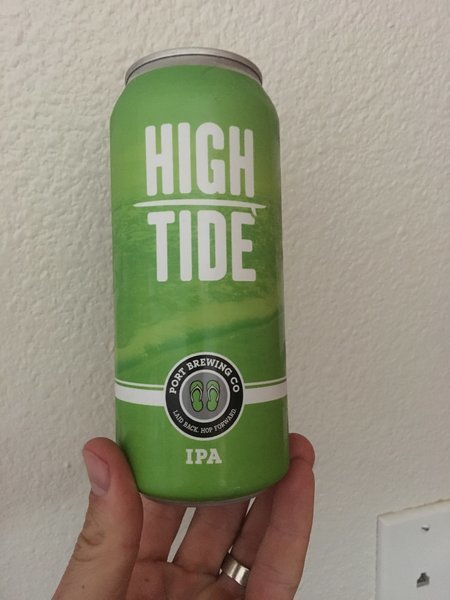 HIGH
TIDE
PORT BREWING CO
LAID BACK. HOP FORWARD.
IPA